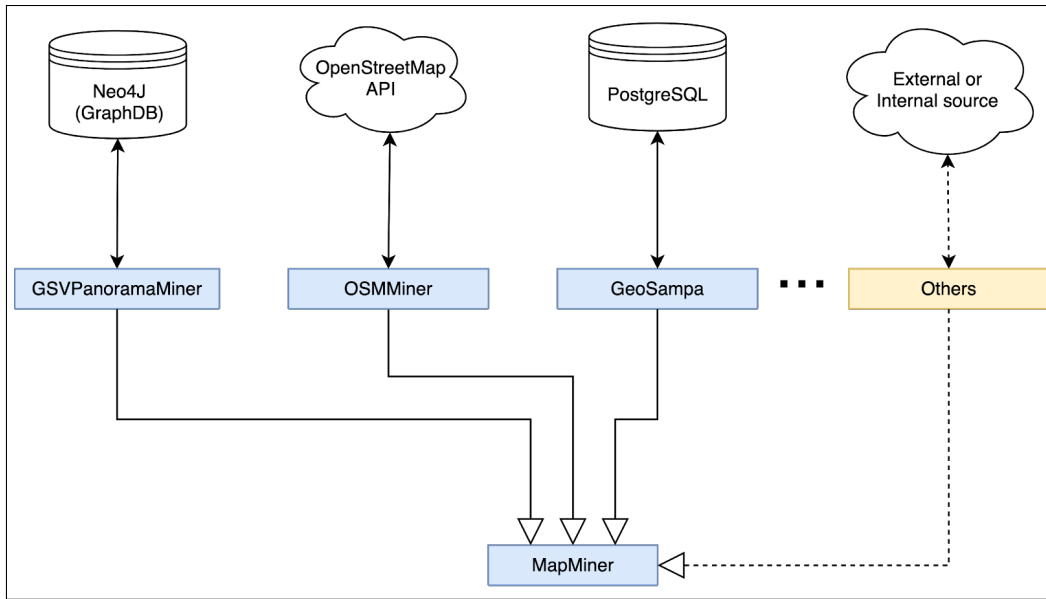 Neo4J
(GraphDB)
OpenStreetMap
API
PostgreSQL
External or
Internal source
GSVPanoramaMiner
OSMMiner
GeoSampa
Others
MapMiner